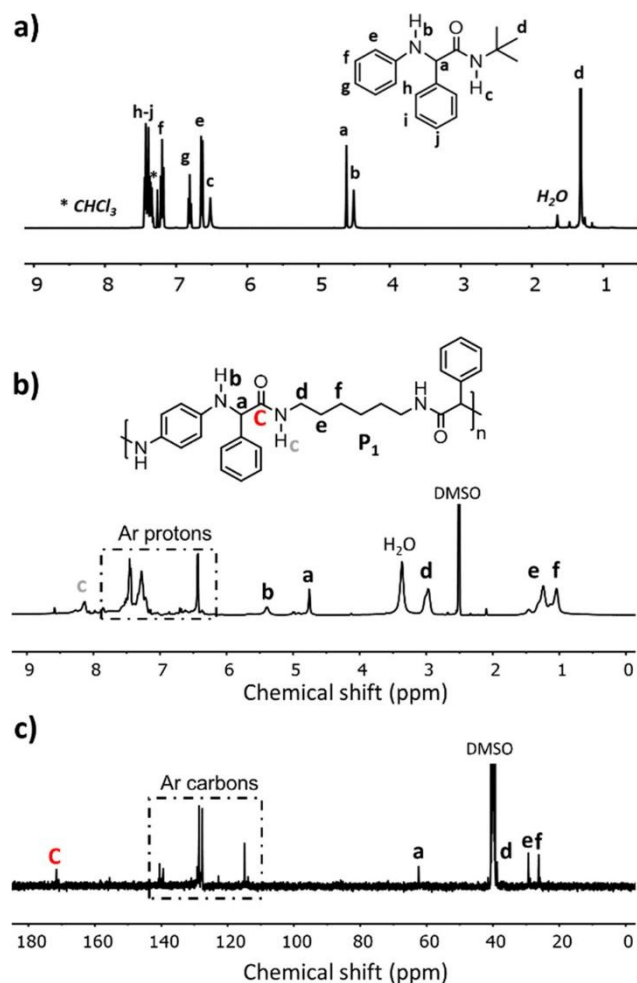 a)
H
b
e
N
O
d
f
a
N
g
h
H
c
i
j
d
h-j
f
e
a
g
c
b
*
* CHCl3
H2O
9 8 7 6 5 4 3 2 1
b)
H
b
N
O
a
d
f
H
N
N
C
H
c
e
P1
O
n
N
H
DMSO
Ar protons
H2O
c
b
a
d
e
f
9 8 7 6 5 4 3 2 1 0
Chemical shift (ppm)
c)
DMSO
Ar carbons
C
a
d
e
f
180 160 140 120 100 80 60 40 20 0
Chemical shift (ppm)